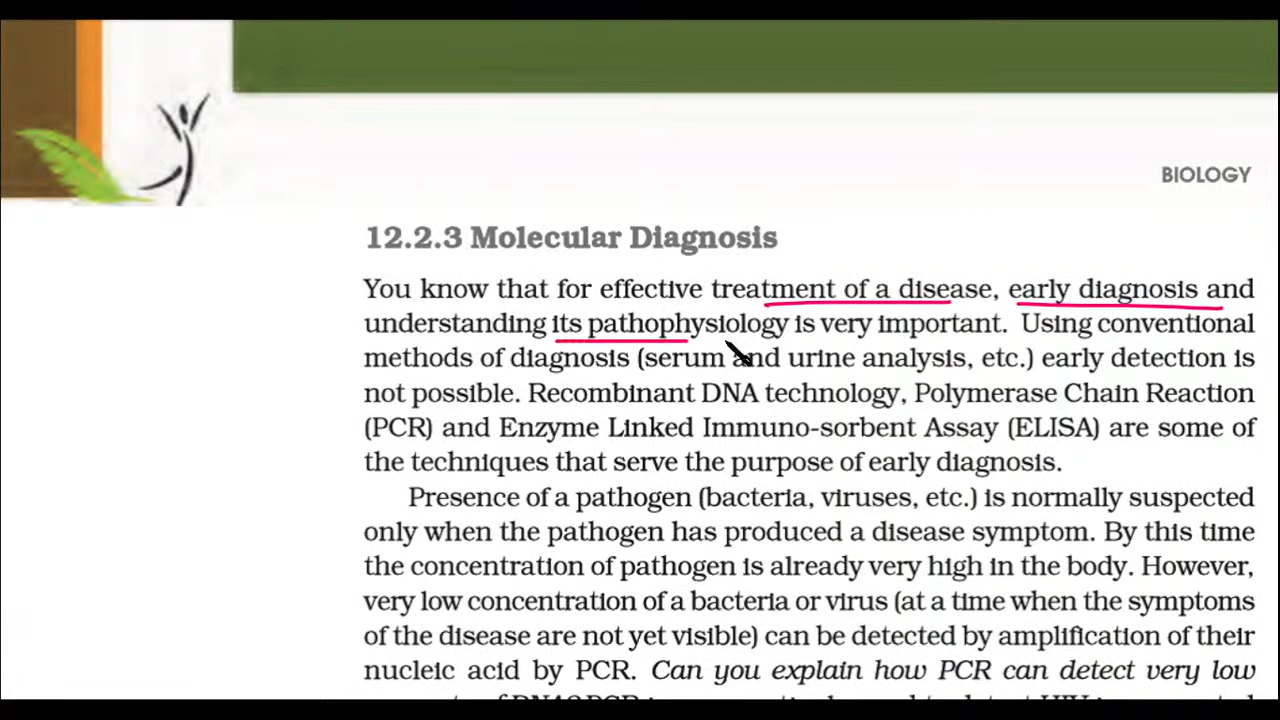 BIOLOGY
12.2.3 Molecular Diagnosis
You know that for effective treatment of a disease, early diagnosis and
understanding its pathophysiology is very important. Using conventional
methods of diagnosis (serum and urine analysis, etc.) early detection is
not possible. Recombinant DNA technology, Polymerase Chain Reaction
(PCR) and Enzyme Linked Immuno-sorbent Assay (ELISA) are some of
the techniques that serve the purpose of early diagnosis.
Presence of a pathogen (bacteria, viruses, etc.) is normally suspected
only when the pathogen has produced a disease symptom. By this time
the concentration of pathogen is already very high in the body. However,
very low concentration of a bacteria or virus (at a time when the symptoms
of the disease are not yet visible) can be detected by amplification of their
nucleic acid by PCR. Can you explain how PCR can detect very low